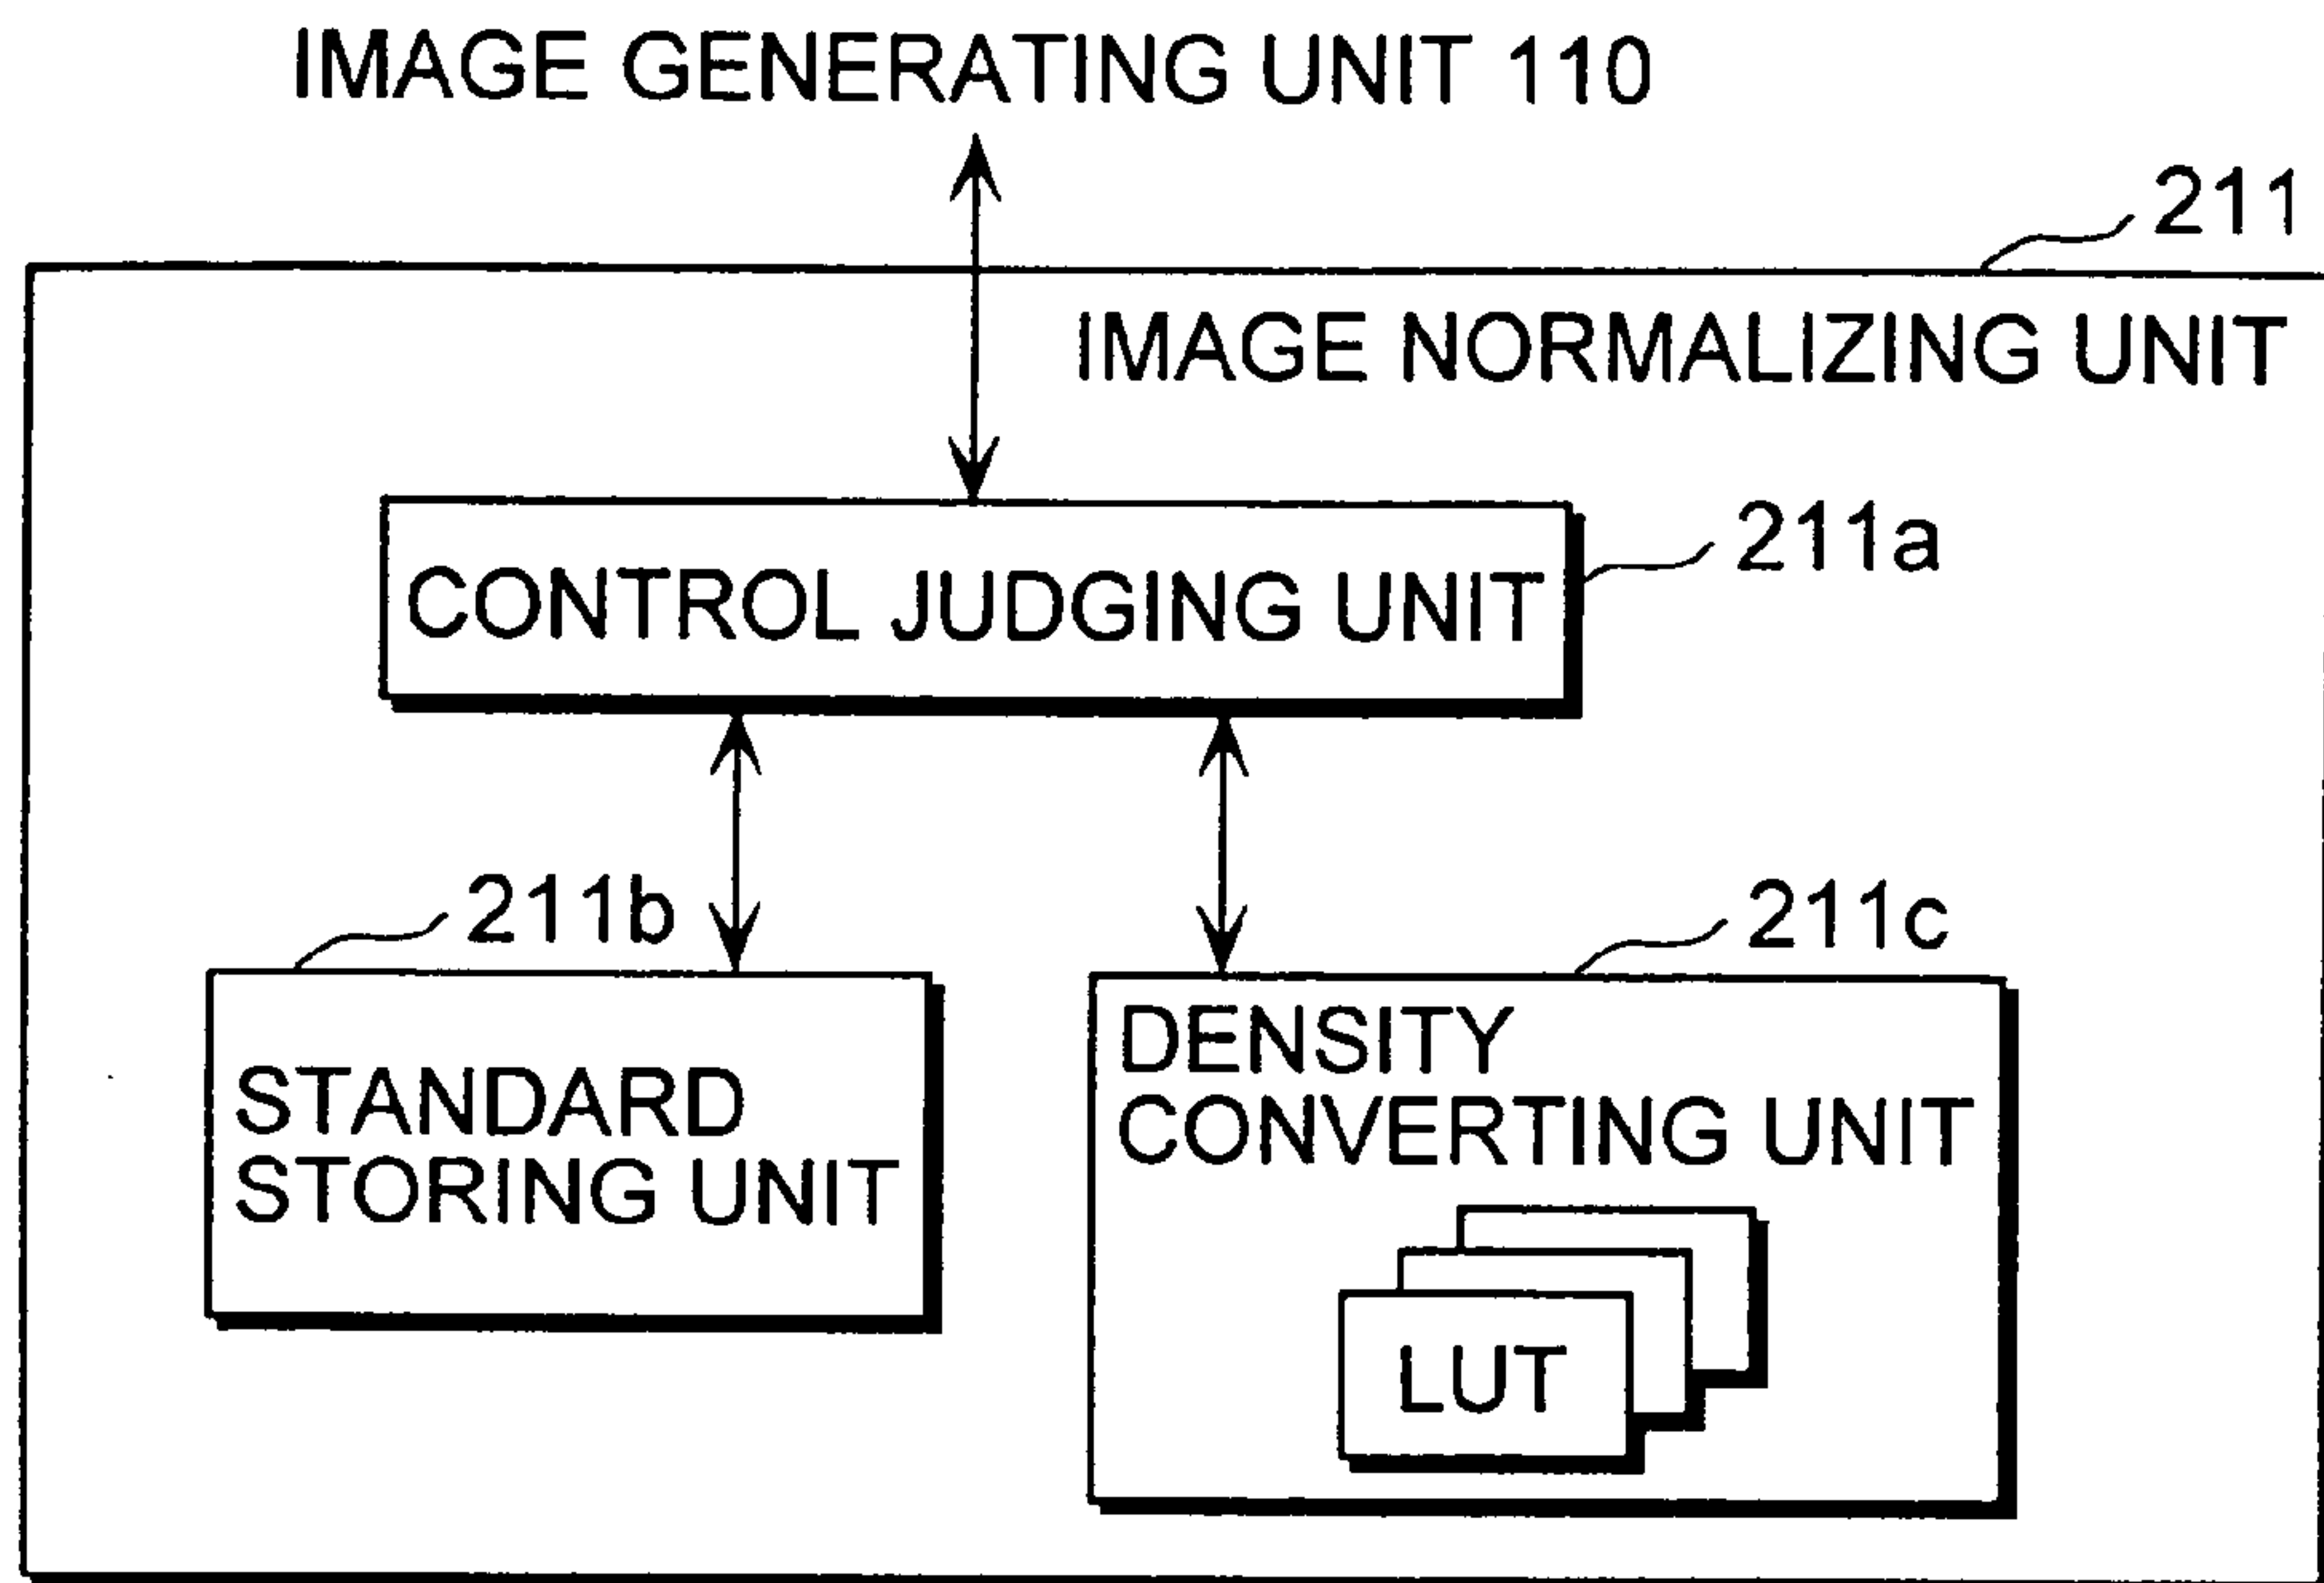 IMAGE GENERATING UNIT 110
211
IMAGE NORMALIZING UNIT
CONTROL JUDGING UNIT
211a
211b
211c
STANDARD
STORING UNIT
DENSITY
CONVERTING UNIT
LUT